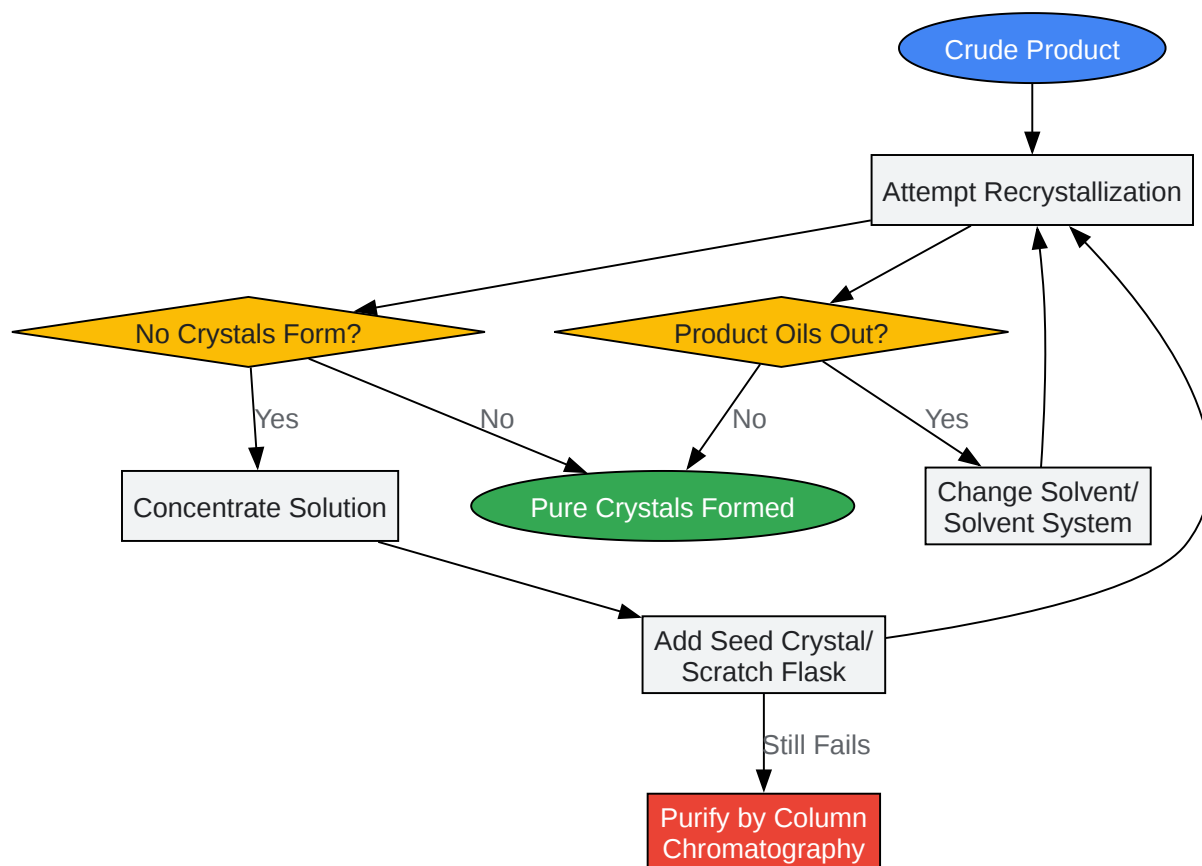 Crude Product
Attempt Recrystallization
No Crystals Form?
Product Oils Out?
Yes
No
No
Yes
Concentrate Solution
Pure Crystals Formed
Change Solvent/
Solvent System
Add Seed Crystal/
Scratch Flask
Still Fails
Purify by Column
Chromatography